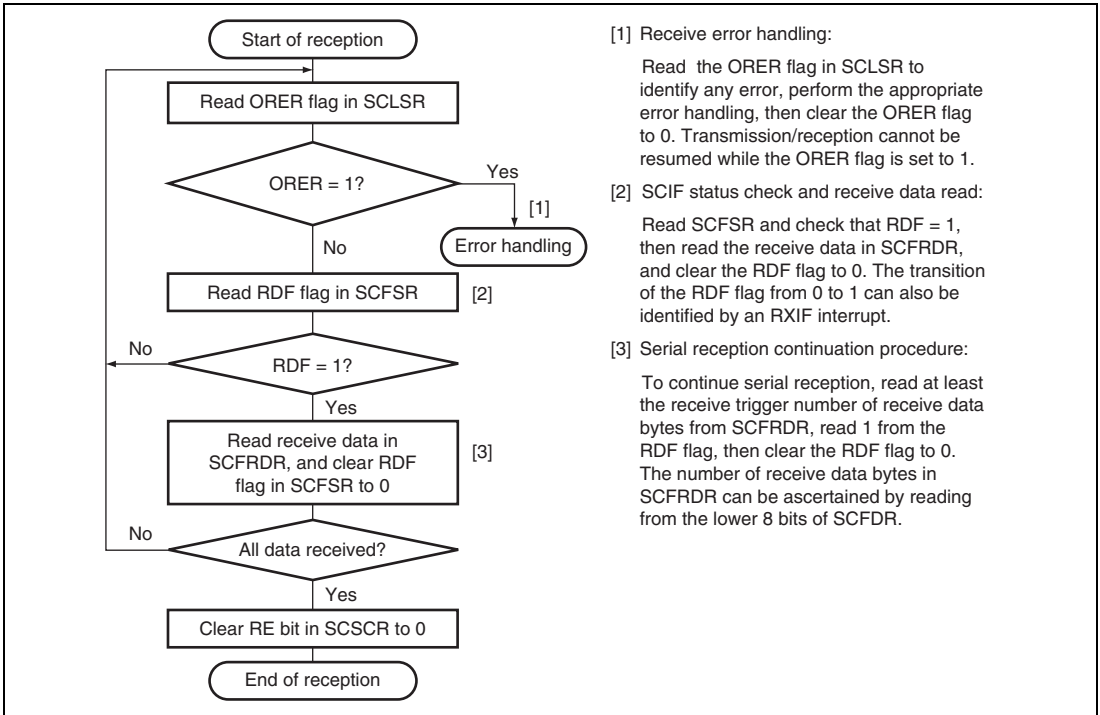 Start of reception
Read ORER flag in SCLSR
ORER = 1?
Yes
[1]
Error handling
No
Read RDF flag in SCFSR
[2]
No
RDF = 1?
Yes
Read receive data in
SCFRDR, and clear RDF
flag in SCFSR to 0
[3]
No
All data received?
Yes
Clear RE bit in SCSCR to 0
End of reception
[1] Receive error handling:
Read the ORER flag in SCLSR to
identify any error, perform the appropriate
error handling, then clear the ORER flag
to 0. Transmission/reception cannot be
resumed while the ORER flag is set to 1.
[2] SCIF status check and receive data read:
Read SCFSR and check that RDF = 1,
then read the receive data in SCFRDR,
and clear the RDF flag to 0. The transition
of the RDF flag from 0 to 1 can also be
identified by an RXIF interrupt.
[3] Serial reception continuation procedure:
To continue serial reception, read at least
the receive trigger number of receive data
bytes from SCFRDR, read 1 from the
RDF flag, then clear the RDF flag to 0.
The number of receive data bytes in
SCFRDR can be ascertained by reading
from the lower 8 bits of SCFDR.